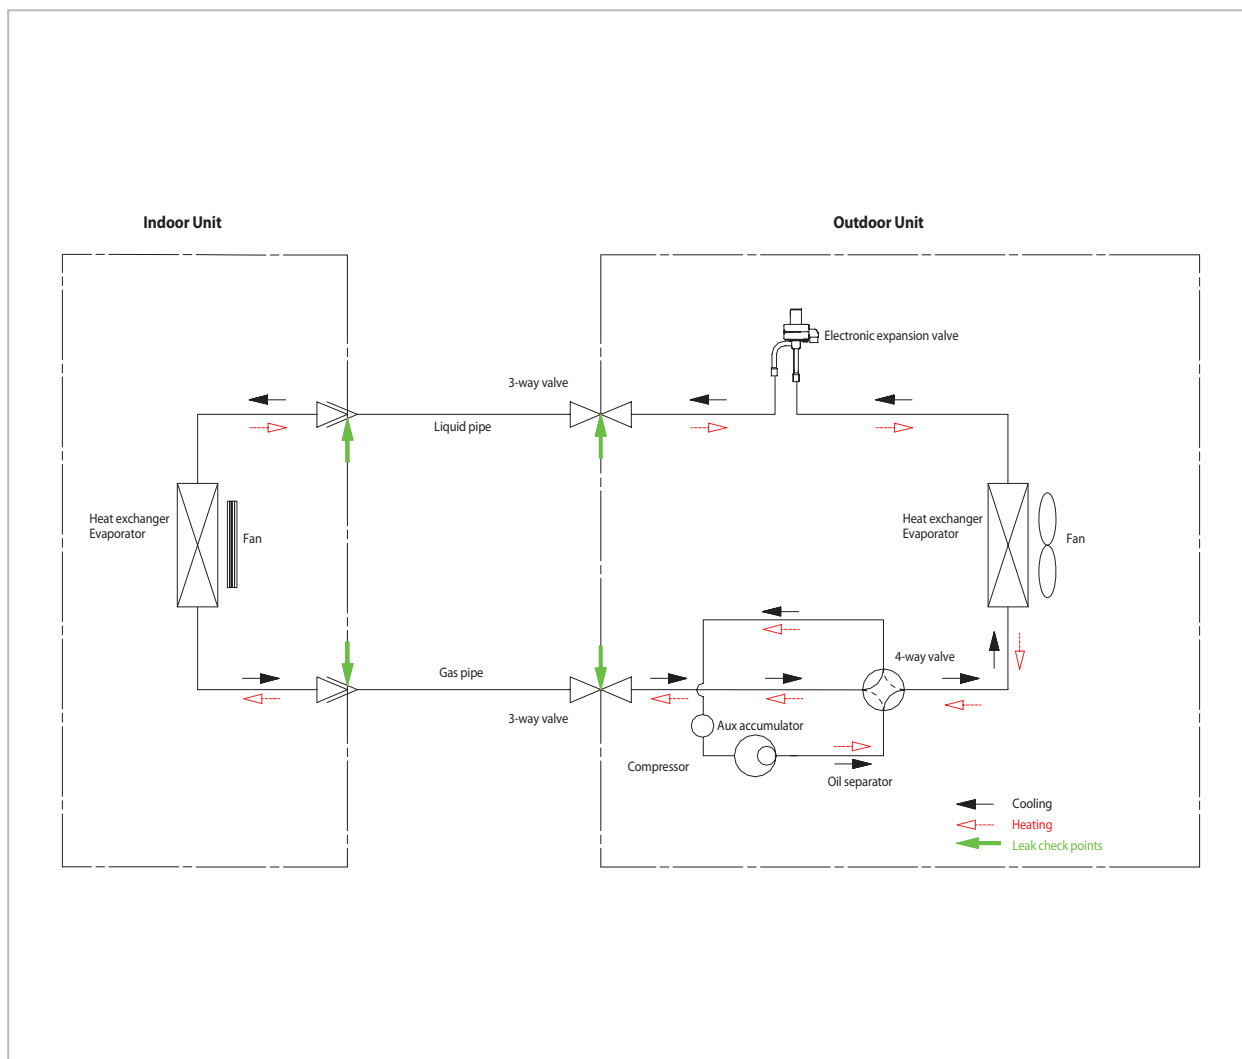 Indoor Unit
Outdoor Unit
Electronic expansion valve
3-way valve
Liquid pipe
Heat exchanger
Evaporator
Fan
Heat exchanger
Evaporator
Fan
4-way valve
Gas pipe
3-way valve
Aux accumulator
Compressor
Oil separator
Cooling
Heating
Leak check points